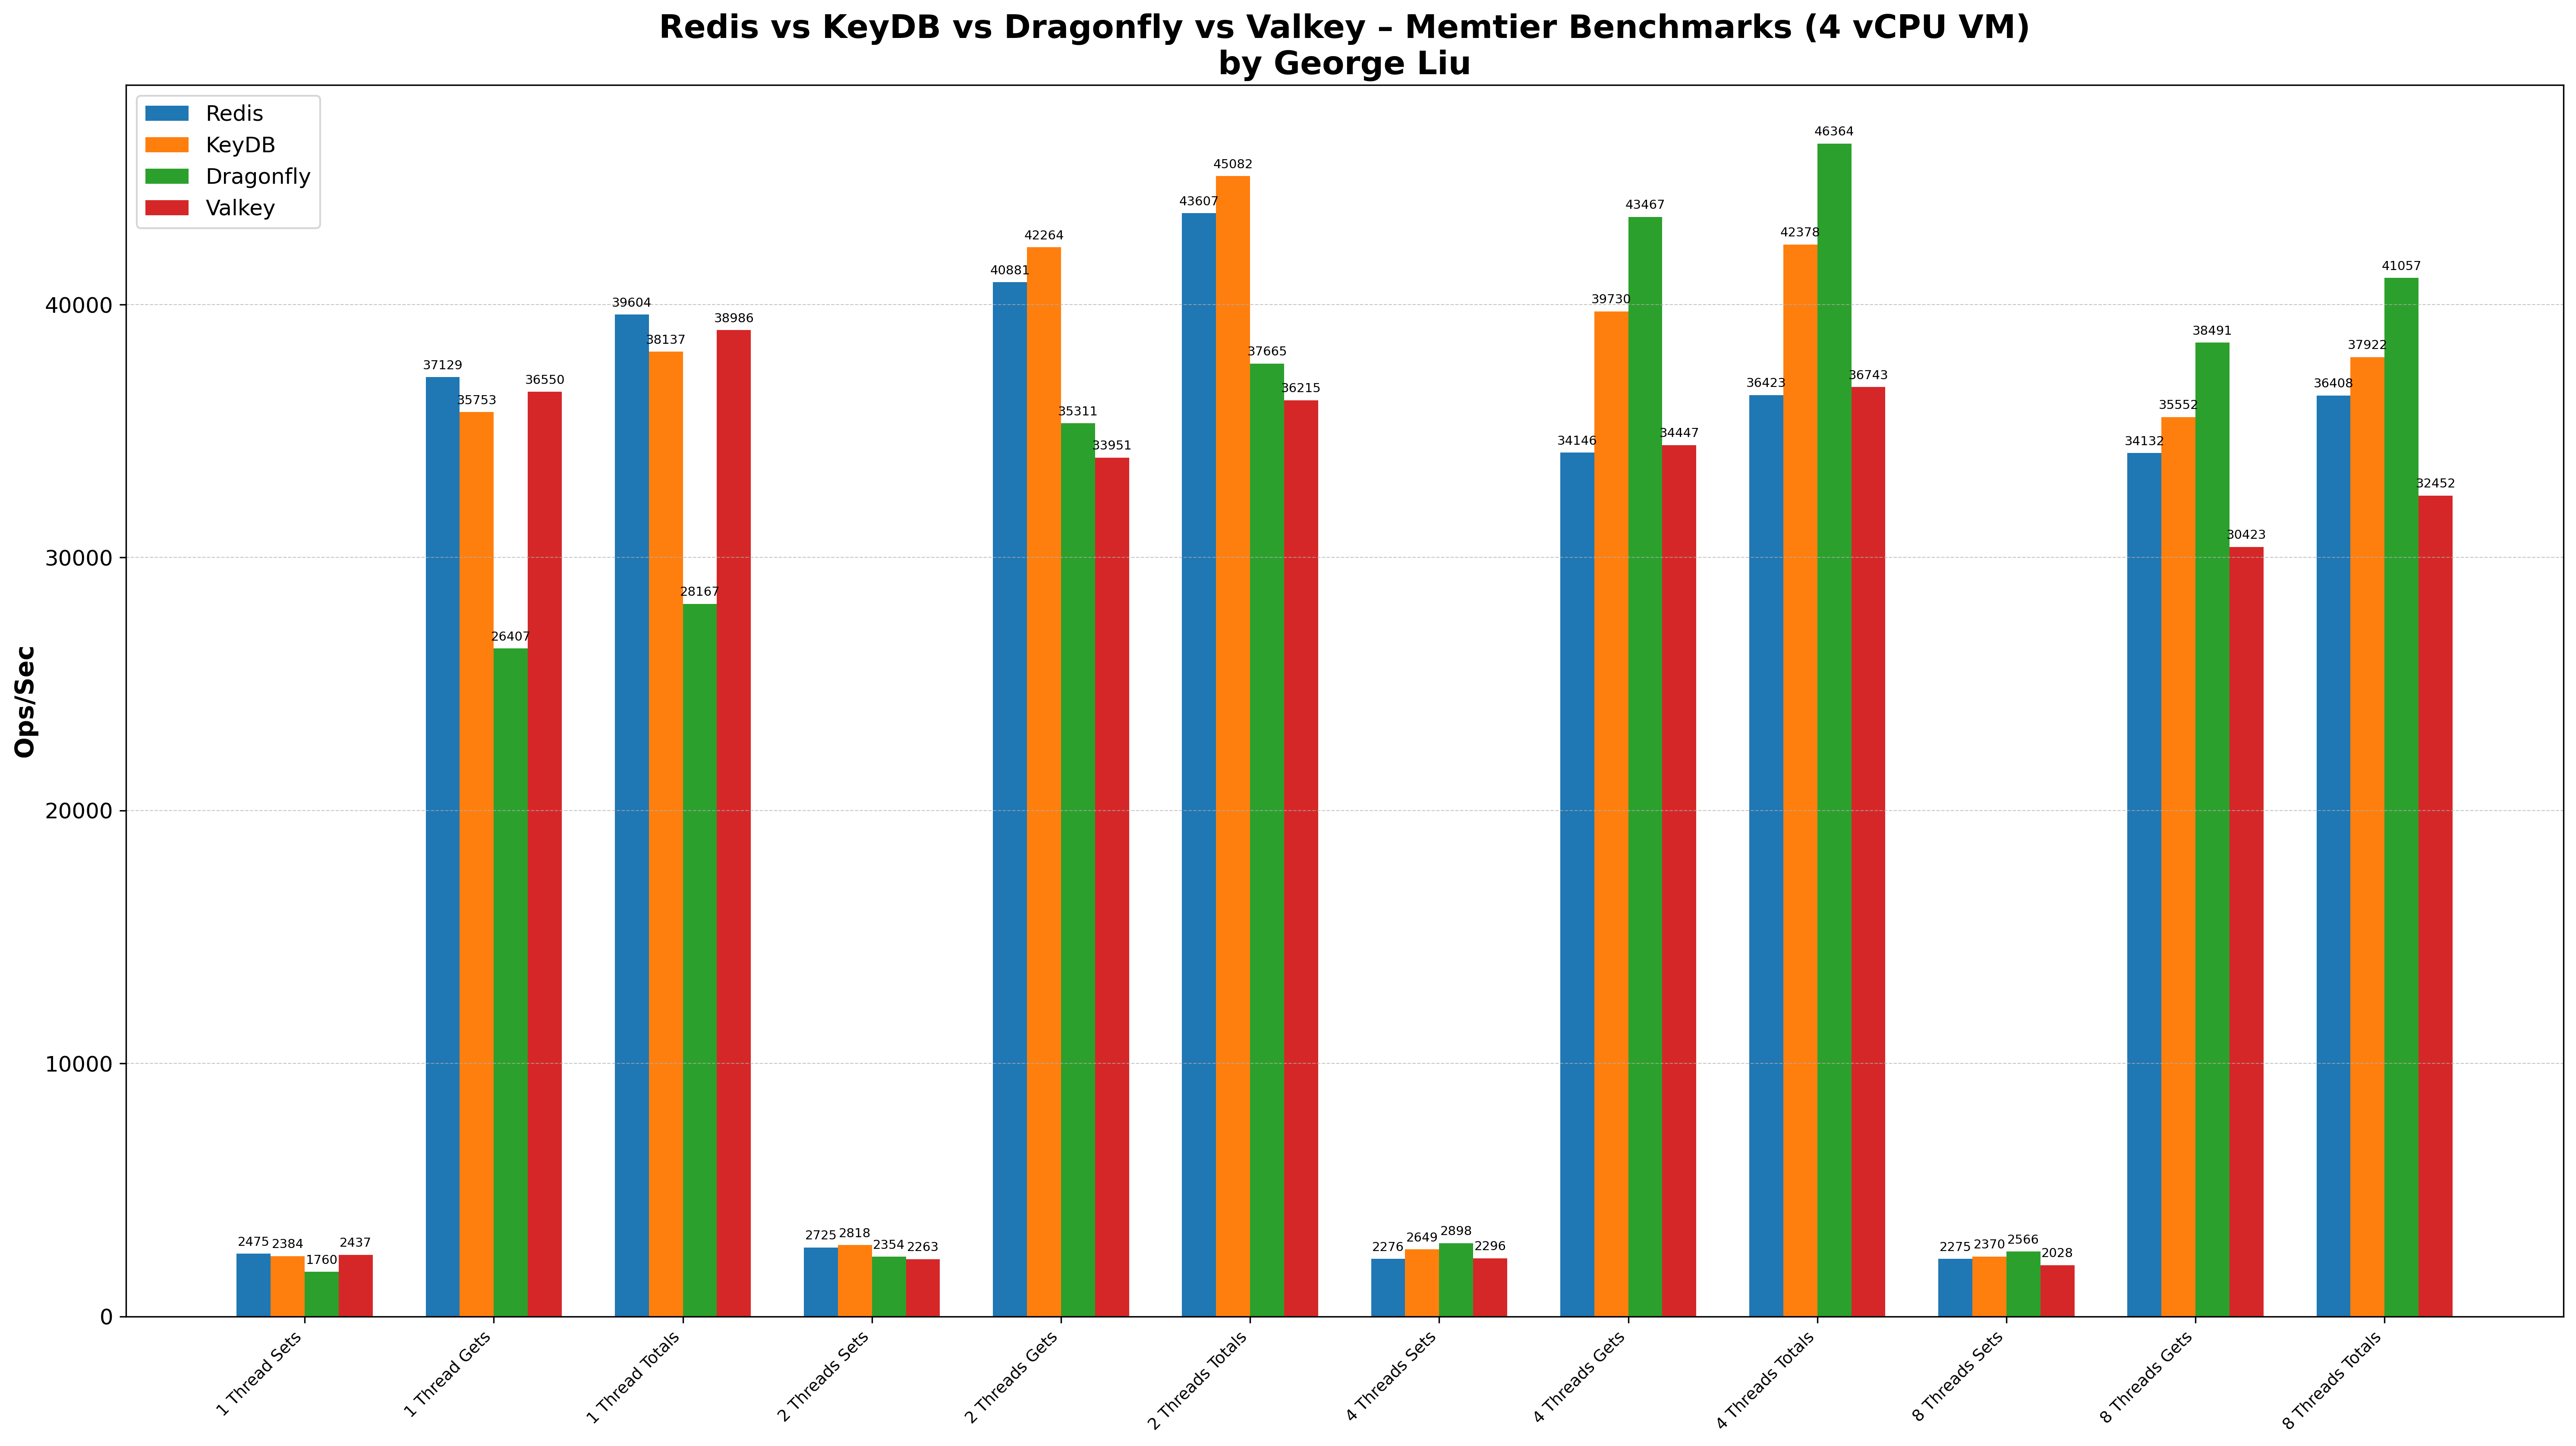 Redis vs KeyDB vs Dragonfly vs Valkey – Memtier Benchmarks (4 vCPU VM)
by George Liu
Redis
KeyDB
Dragonfly
Valkey
Ops/Sec
40000
30000
20000
10000
0
2475 2384 1760 2437
37129 35753 26407 36550
39604 38137 28167 38986
2725 2818 2354 2263
40881 42264 35311 33951
43607 45082 37665 36215
2276 2649 2898 2296
34146 39730 43467 34447
36423 42378 46364 36743
2275 2370 2566 2028
34132 35552 38491 30423
36408 37922 41057 32452
1 Thread Sets
1 Thread Gets
1 Thread Totals
2 Threads Sets
2 Threads Gets
2 Threads Totals
4 Threads Sets
4 Threads Gets
4 Threads Totals
8 Threads Sets
8 Threads Gets
8 Threads Totals